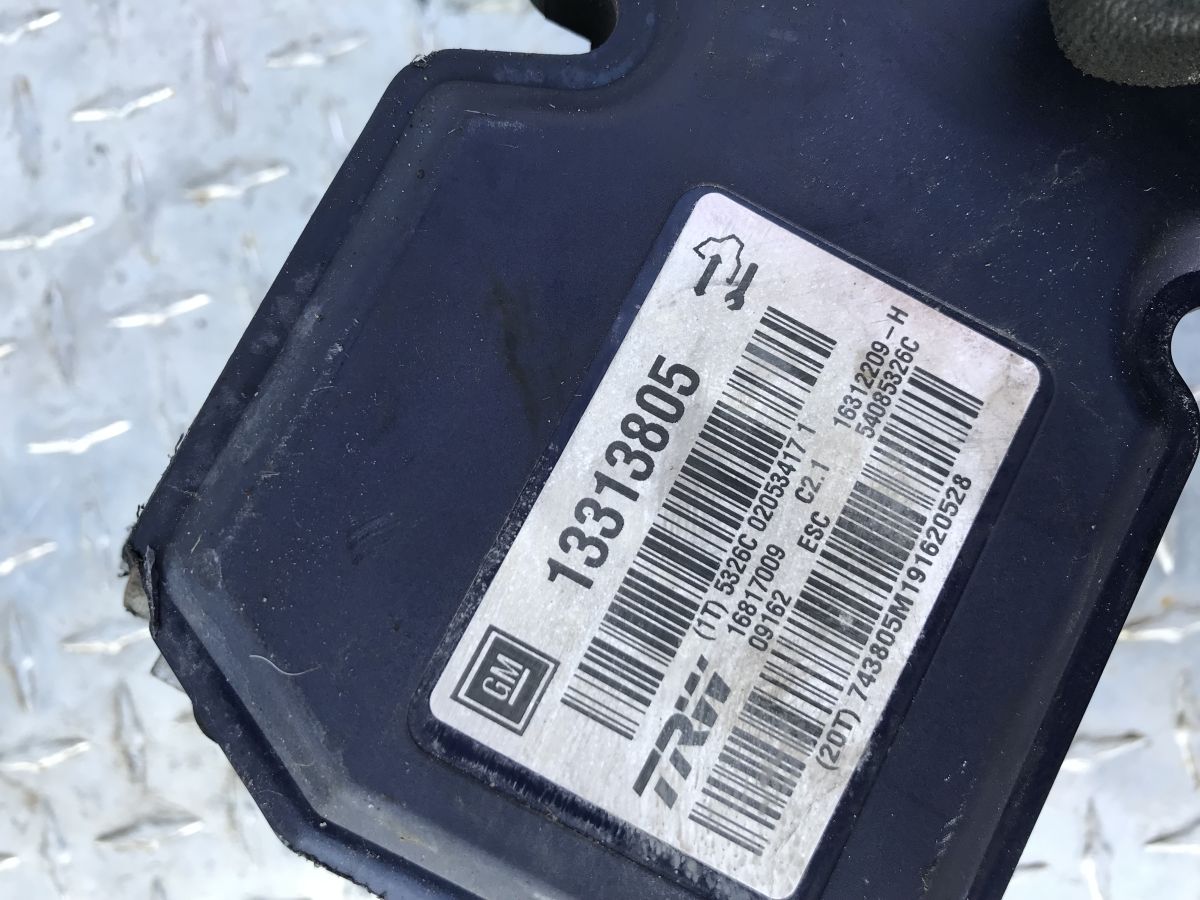 13313805
GM
(1T) 5326C 02053417 1
16817009
16312209-H
09162 ESC C2.1 54085326C
TRW
(20T) 743805M191620528